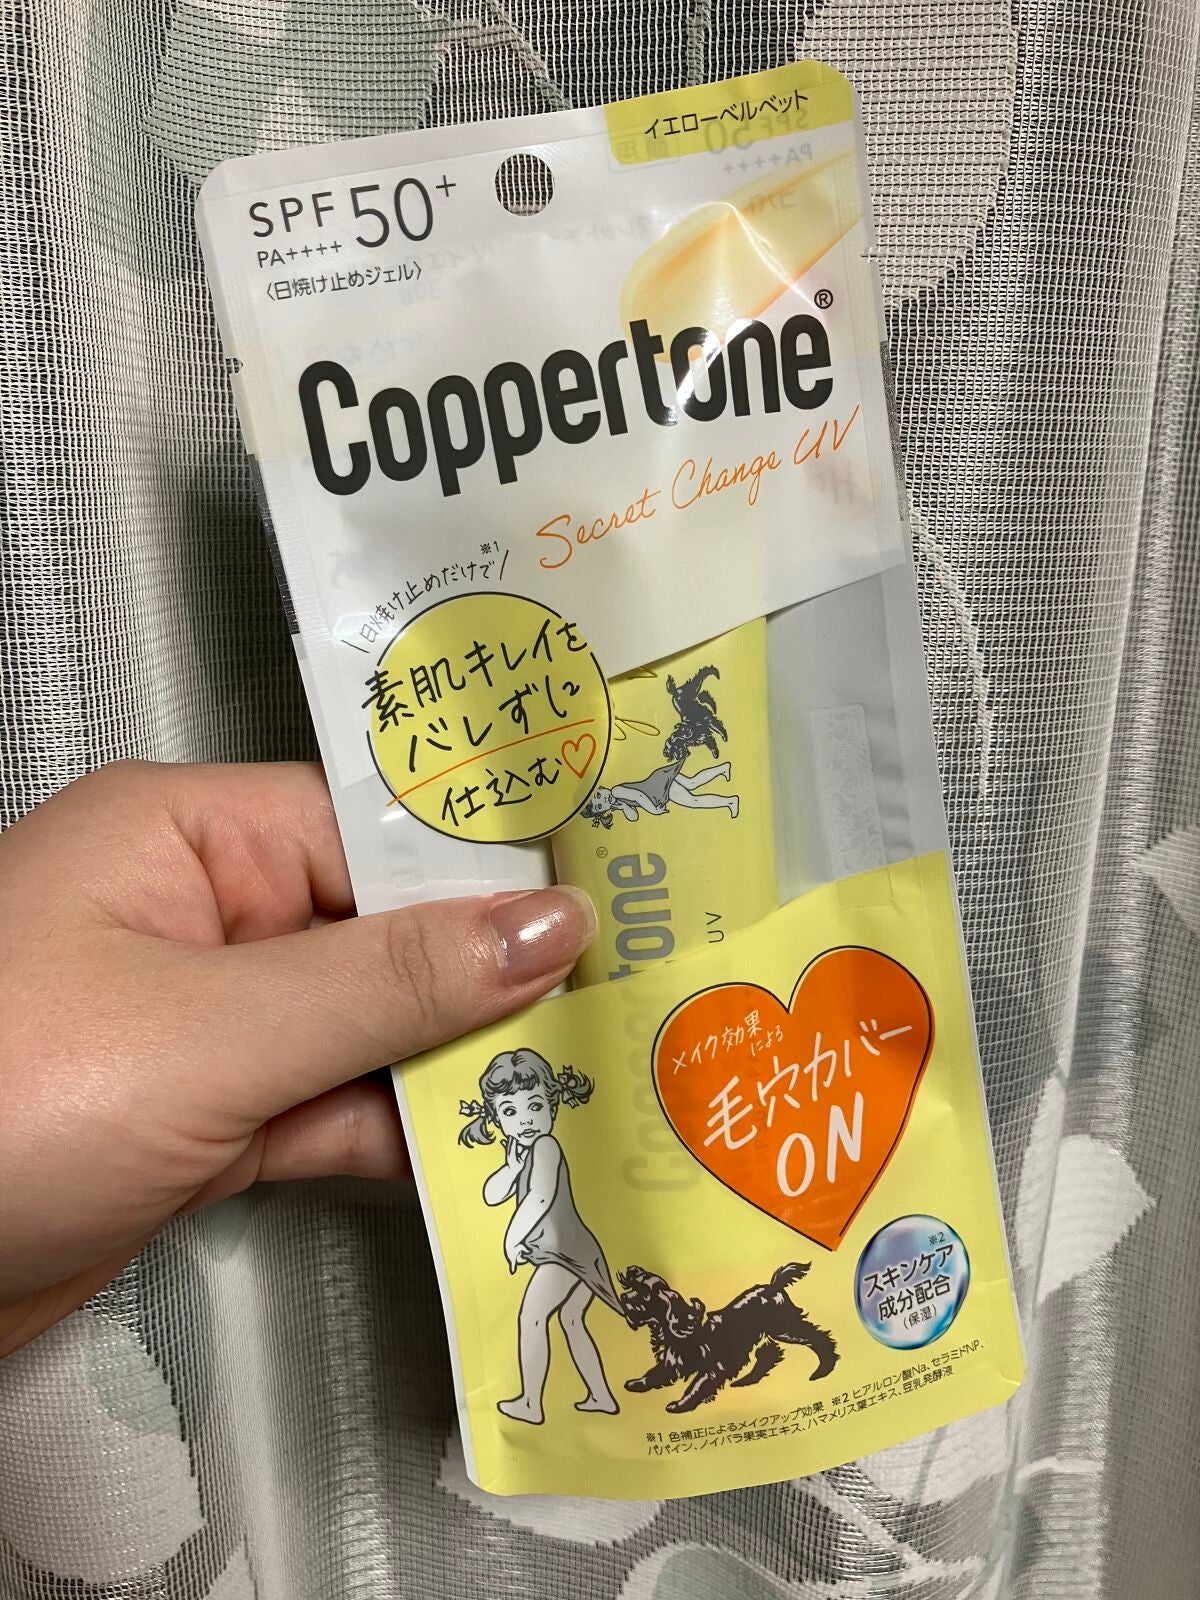 イエローベルベット
SPF 50+
PA++++
〈日焼け止めジェル〉
Coppertone®
Secret Change UV
\日焼け止めだけで※1/
素肌キレイを
バレずに
仕込む♡
one®
UV
メイク効果
による
毛穴カバー
ON
※2
スキンケア
成分配合
(保湿)
※1 色補正によるメイクアップ効果 ※2 ヒアルロン酸Na、セラミドNP、
パパイン、ノイバラ果実エキス、ハマメリス葉エキス、豆乳発酵液